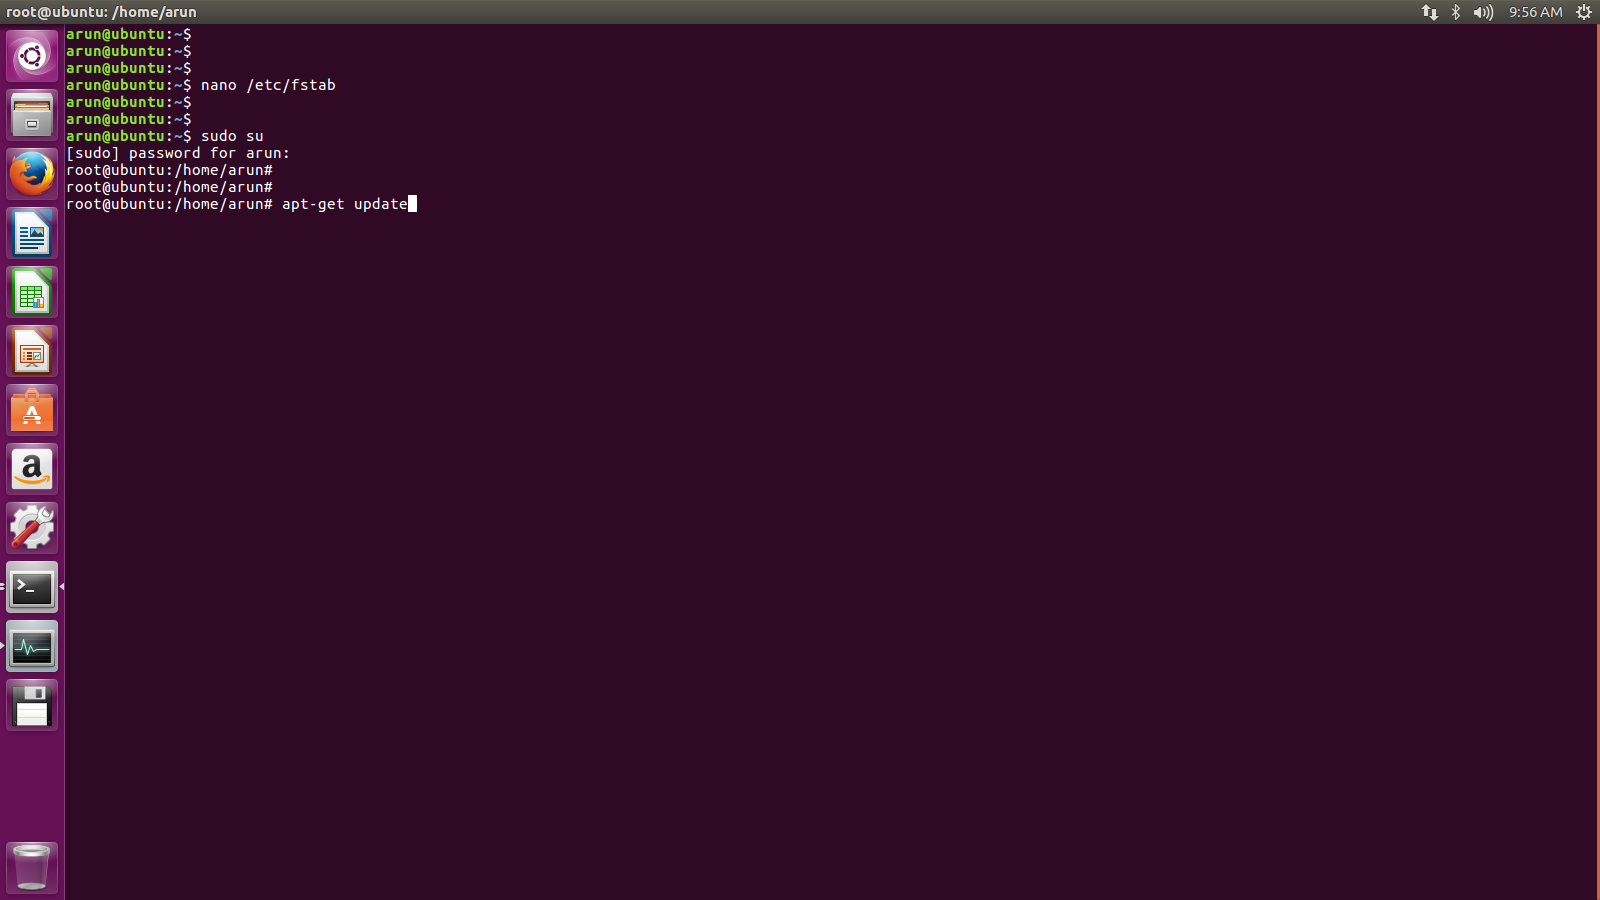 root@ubuntu: /home/arun
9:56 AM
arun@ubuntu:~$
arun@ubuntu:~$
arun@ubuntu:~$
arun@ubuntu:~$ nano /etc/fstab
arun@ubuntu:~$
arun@ubuntu:~$
arun@ubuntu:~$ sudo su
[sudo] password for arun:
root@ubuntu:/home/arun#
root@ubuntu:/home/arun#
root@ubuntu:/home/arun# apt-get update